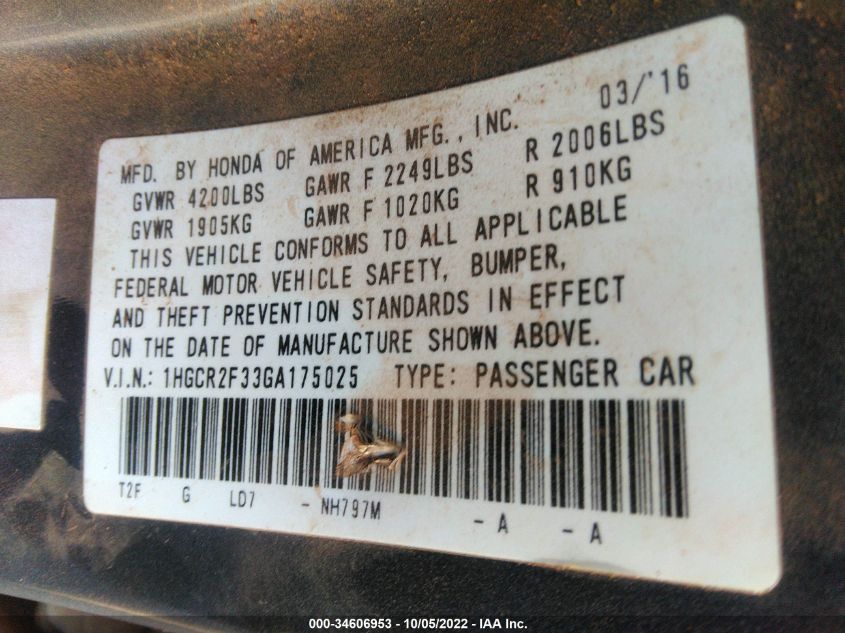 03/'16
MFD. BY HONDA OF AMERICA MFG., INC.
GVWR 4200LBS GAWR F 2249LBS R 2006LBS
GVWR 1905KG GAWR F 1020KG R 910KG
THIS VEHICLE CONFORMS TO ALL APPLICABLE
FEDERAL MOTOR VEHICLE SAFETY, BUMPER,
AND THEFT PREVENTION STANDARDS IN EFFECT
ON THE DATE OF MANUFACTURE SHOWN ABOVE.
V.I.N.: 1HGCR2F33GA175025 TYPE: PASSENGER CAR
T2F G LD7 - NH797M - A - A
000-34606953 - 10/05/2022 - IAA Inc.